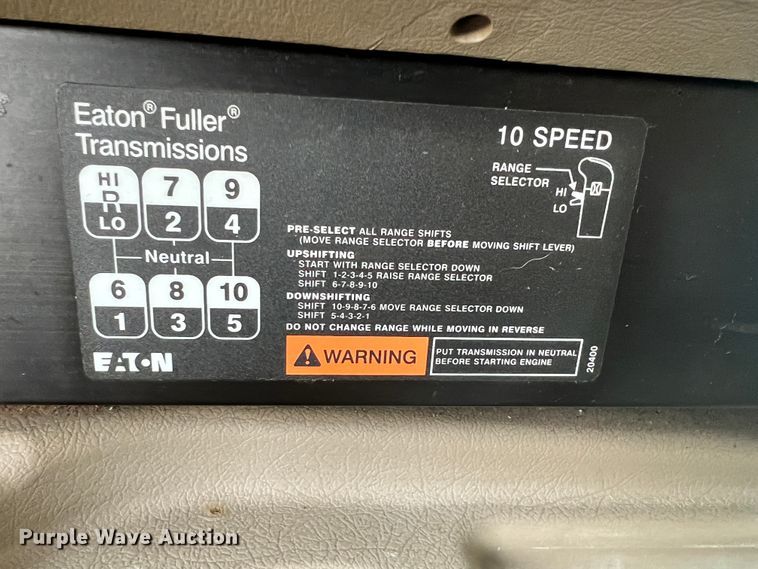 Eaton® Fuller®
Transmissions
10 SPEED
RANGE
SELECTOR
HI
LO
HI 7 9
R
LO 2 4
Neutral
6 8 10
1 3 5
PRE-SELECT ALL RANGE SHIFTS
(MOVE RANGE SELECTOR BEFORE MOVING SHIFT LEVER)
UPSHIFTING
START WITH RANGE SELECTOR DOWN
SHIFT 1-2-3-4-5 RAISE RANGE SELECTOR
SHIFT 6-7-8-9-10
DOWNSHIFTING
SHIFT 10-9-8-7-6 MOVE RANGE SELECTOR DOWN
SHIFT 5-4-3-2-1
DO NOT CHANGE RANGE WHILE MOVING IN REVERSE
EATON
WARNING
PUT TRANSMISSION IN NEUTRAL
BEFORE STARTING ENGINE
20400
Purple Wave Auction